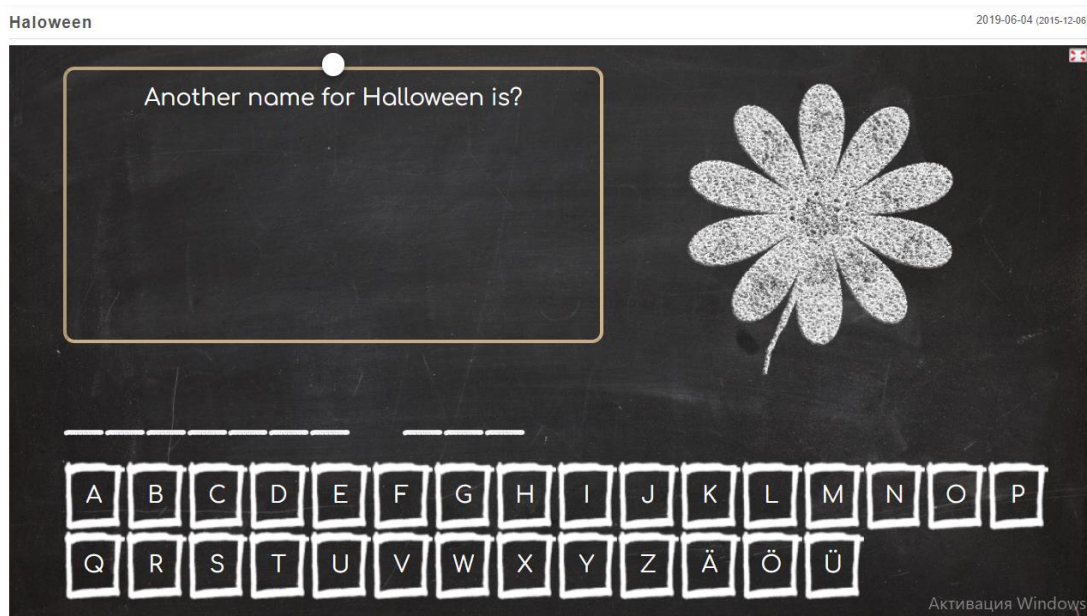 Haloween
2019-06-04 (2015-12-06
Another name for Halloween is?
A B C D E F G H I J K L M N O P
Q R S T U V W X Y Z Ä Ö Ü
Активация Windows